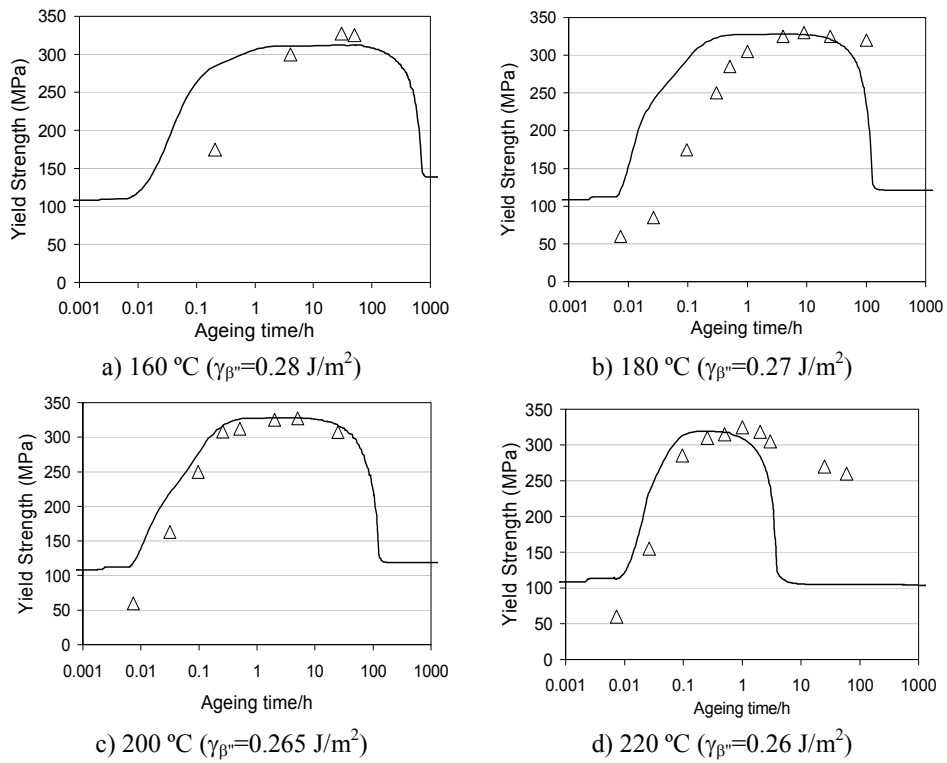 350
300
250
200
150
100
50
0
Yield Strength (MPa)
0.001 0.01 0.1 1 10 100 1000
Ageing time/h
a) 160 ºC (γβ"=0.28 J/m²)
350
300
250
200
150
100
50
0
Yield Strength (MPa)
0.001 0.01 0.1 1 10 100 1000
Ageing time/h
b) 180 ºC (γβ"=0.27 J/m²)
350
300
250
200
150
100
50
0
Yield Strength (MPa)
0.001 0.01 0.1 1 10 100 1000
Ageing time/h
c) 200 ºC (γβ"=0.265 J/m²)
350
300
250
200
150
100
50
0
Yield Strength (MPa)
0.001 0.01 0.1 1 10 100 1000
Ageing time/h
d) 220 ºC (γβ"=0.26 J/m²)